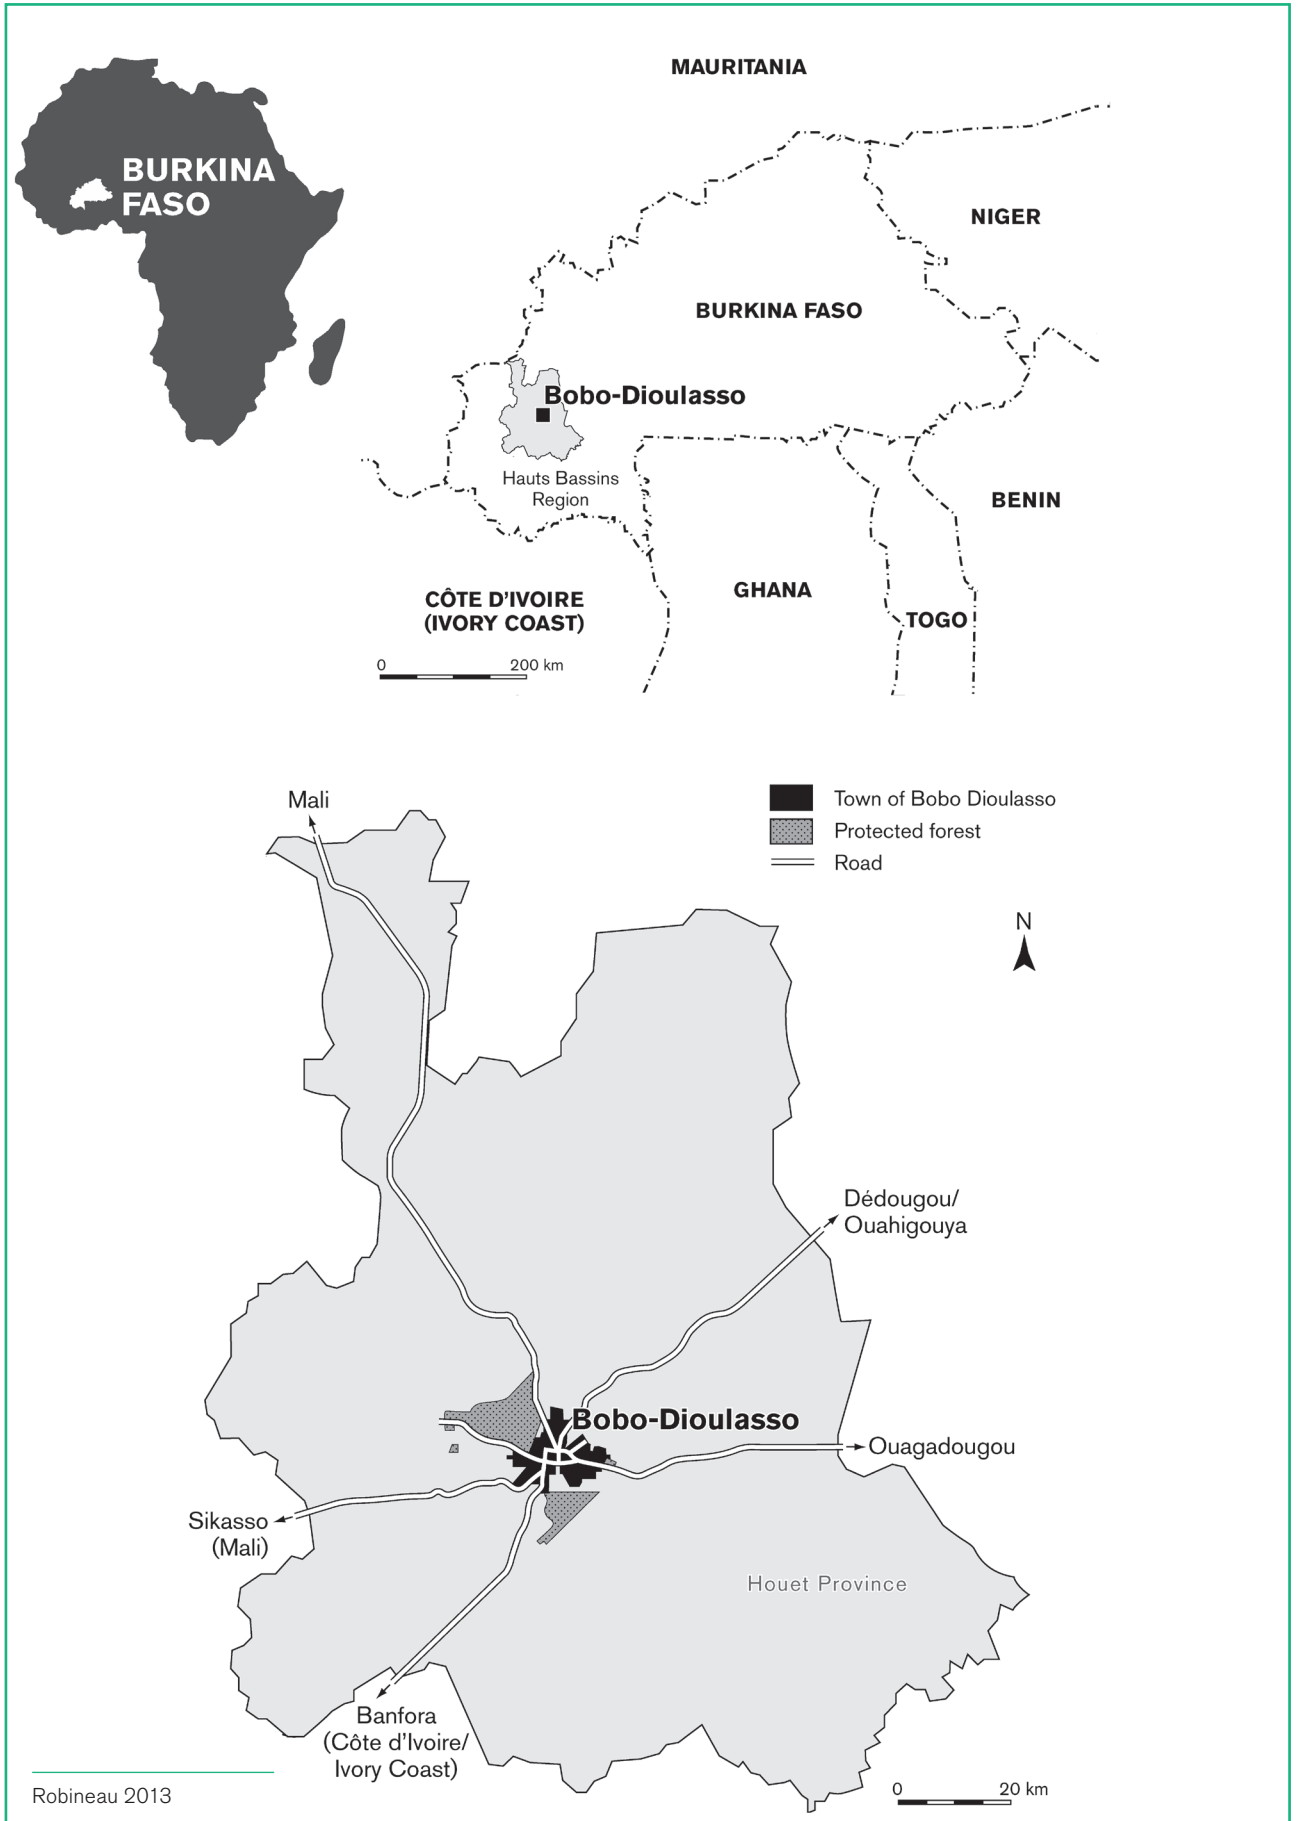 MAURITANIA
BURKINA
FASO
NIGER
BURKINA FASO
Bobo-Dioulasso
Hauts Bassins
Region
BENIN
GHANA
CÔTE D'IVOIRE
(IVORY COAST)
TOGO
0 200 km
Mali
Town of Bobo Dioulasso
Protected forest
Road
N
Dédougou/
Ouahigouya
Bobo-Dioulasso
Ouagadougou
Sikasso
(Mali)
Houet Province
Banfora
(Côte d'Ivoire/
Ivory Coast)
0 20 km
Robineau 2013